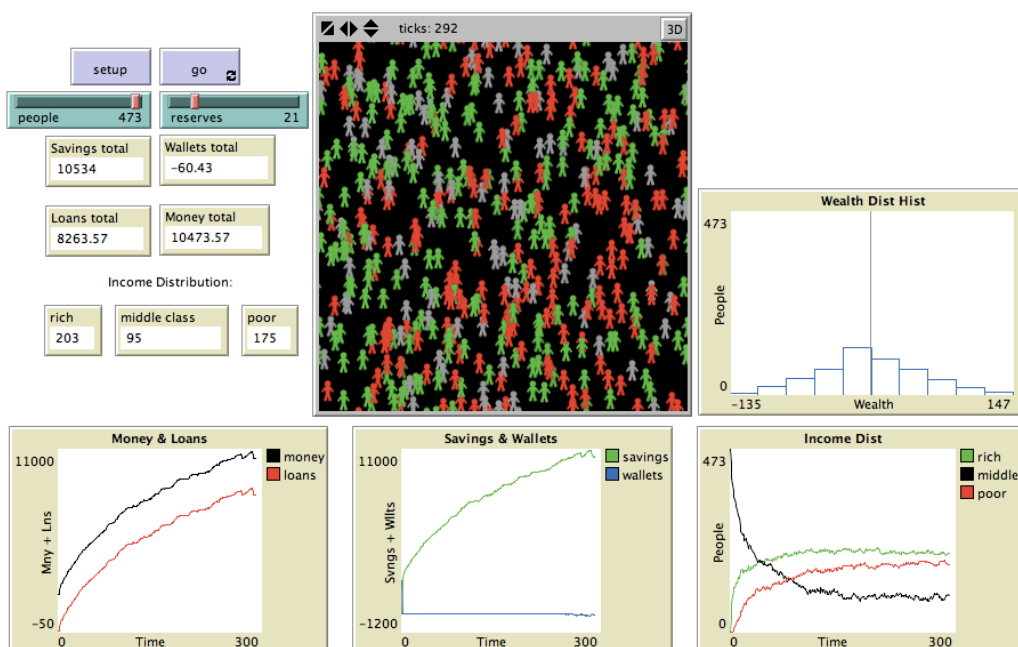 ticks: 292
3D
setup
go
people 473
reserves 21
Savings total
10534
Wallets total
−60.43
Loans total
8263.57
Money total
10473.57
Income Distribution:
rich
203
middle class
95
poor
175
Wealth Dist Hist
473
People
0
−135
Wealth
147
Money & Loans
11000
Mny + Lns
−50
0
Time
300
money
loans
Savings & Wallets
11000
Svngs + Wllts
−1200
0
Time
300
savings
wallets
Income Dist
473
People
0
0
Time
300
rich
middle
poor